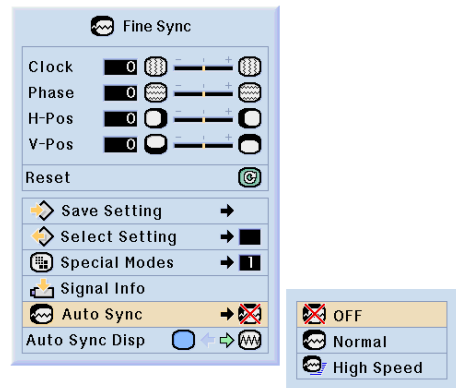 Fine Sync
Clock 0 - +
Phase 0 - +
H-Pos 0 - +
V-Pos 0 - +
Reset
Save Setting
Select Setting
Special Modes 1
Signal Info
Auto Sync
Auto Sync Disp
OFF
Normal
High Speed